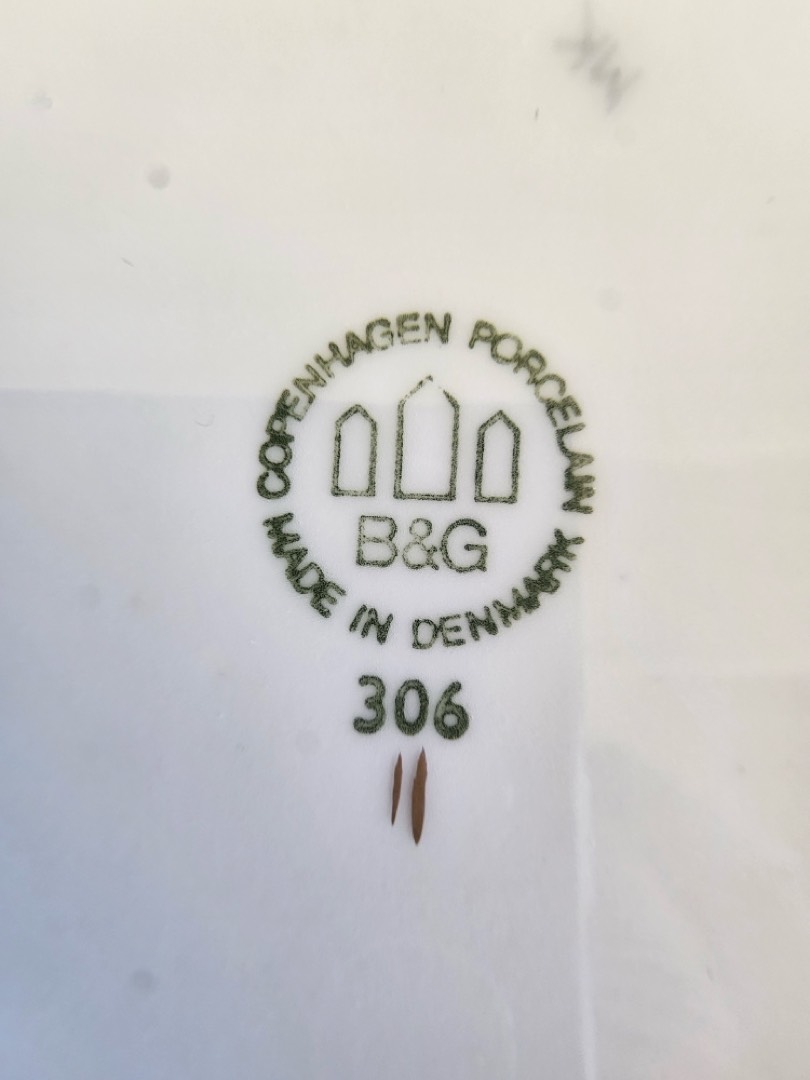 COPENHAGEN PORCELAIN
B&G
MADE IN DENMARK
306